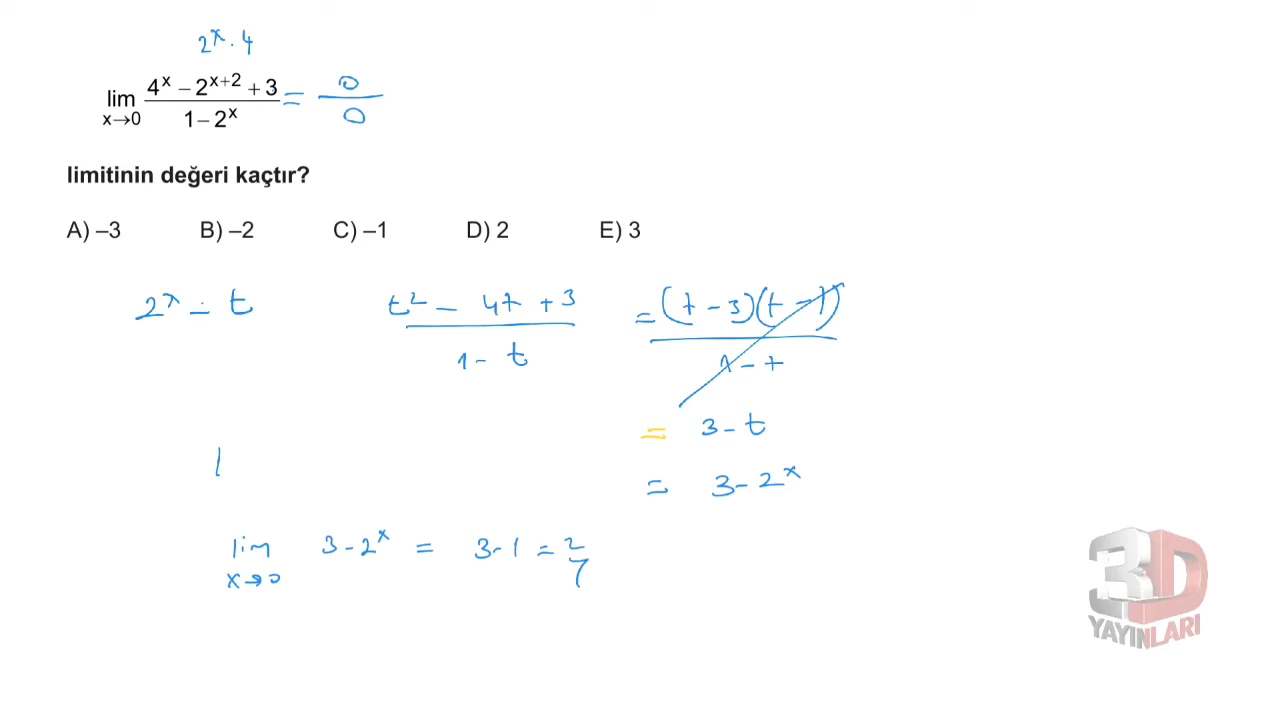 2^x . 4
lim x→0 (4^x – 2^(x+2) + 3)/(1 – 2^x) = 0/0
limitinin değeri kaçtır?
A) –3 B) –2 C) –1 D) 2 E) 3
2^x = t (t^2 – 4t + 3)/(1 – t) = (t – 3)(t – 1)/(1 – t)
= 3 – t
= 3 – 2^x
lim x→0 3 – 2^x = 3 – 1 = 2
3D
YAYINLARI